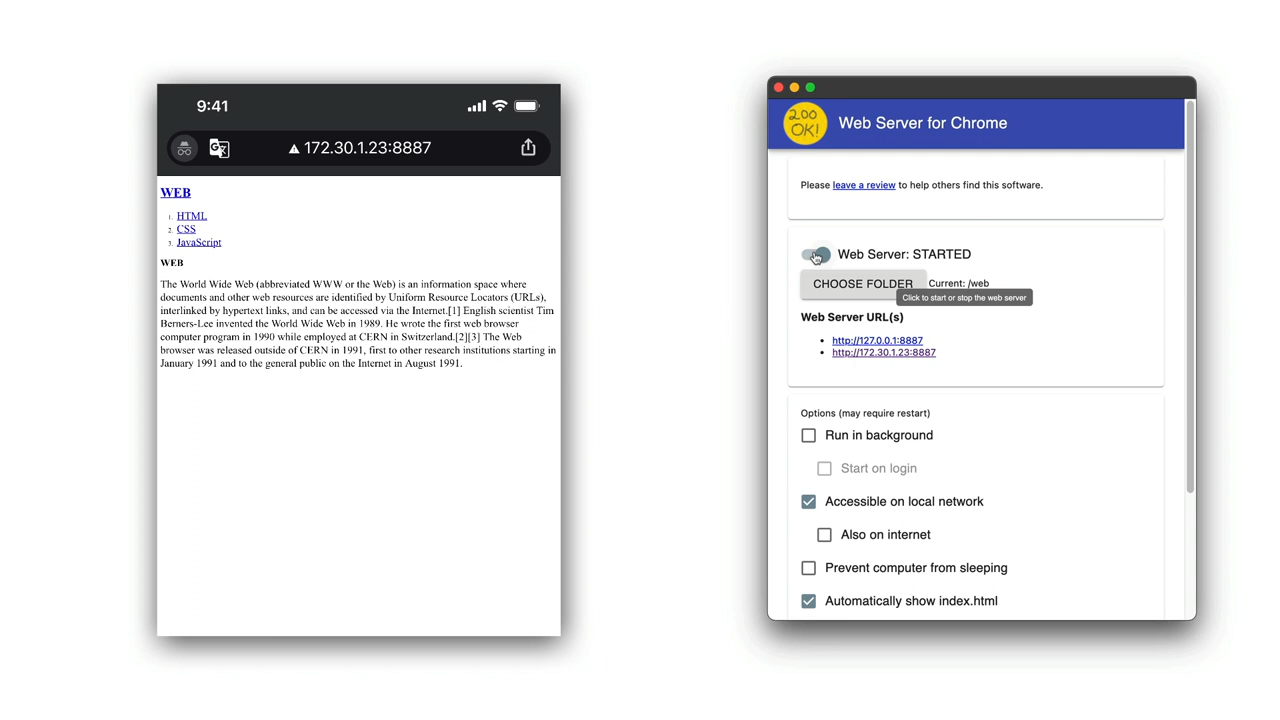 9:41
172.30.1.23:8887
WEB
1. HTML
2. CSS
3. JavaScript
WEB
The World Wide Web (abbreviated WWW or the Web) is an information space where
documents and other web resources are identified by Uniform Resource Locators (URLs),
interlinked by hypertext links, and can be accessed via the Internet.[1] English scientist Tim
Berners-Lee invented the World Wide Web in 1989. He wrote the first web browser
computer program in 1990 while employed at CERN in Switzerland.[2][3] The Web
browser was released outside of CERN in 1991, first to other research institutions starting in
January 1991 and to the general public on the Internet in August 1991.
200
OK!
Web Server for Chrome
Please leave a review to help others find this software.
Web Server: STARTED
CHOOSE FOLDER Current: /web
Click to start or stop the web server
Web Server URL(s)
• http://127.0.0.1:8887
• http://172.30.1.23:8887
Options (may require restart)
Run in background
Start on login
Accessible on local network
Also on internet
Prevent computer from sleeping
Automatically show index.html